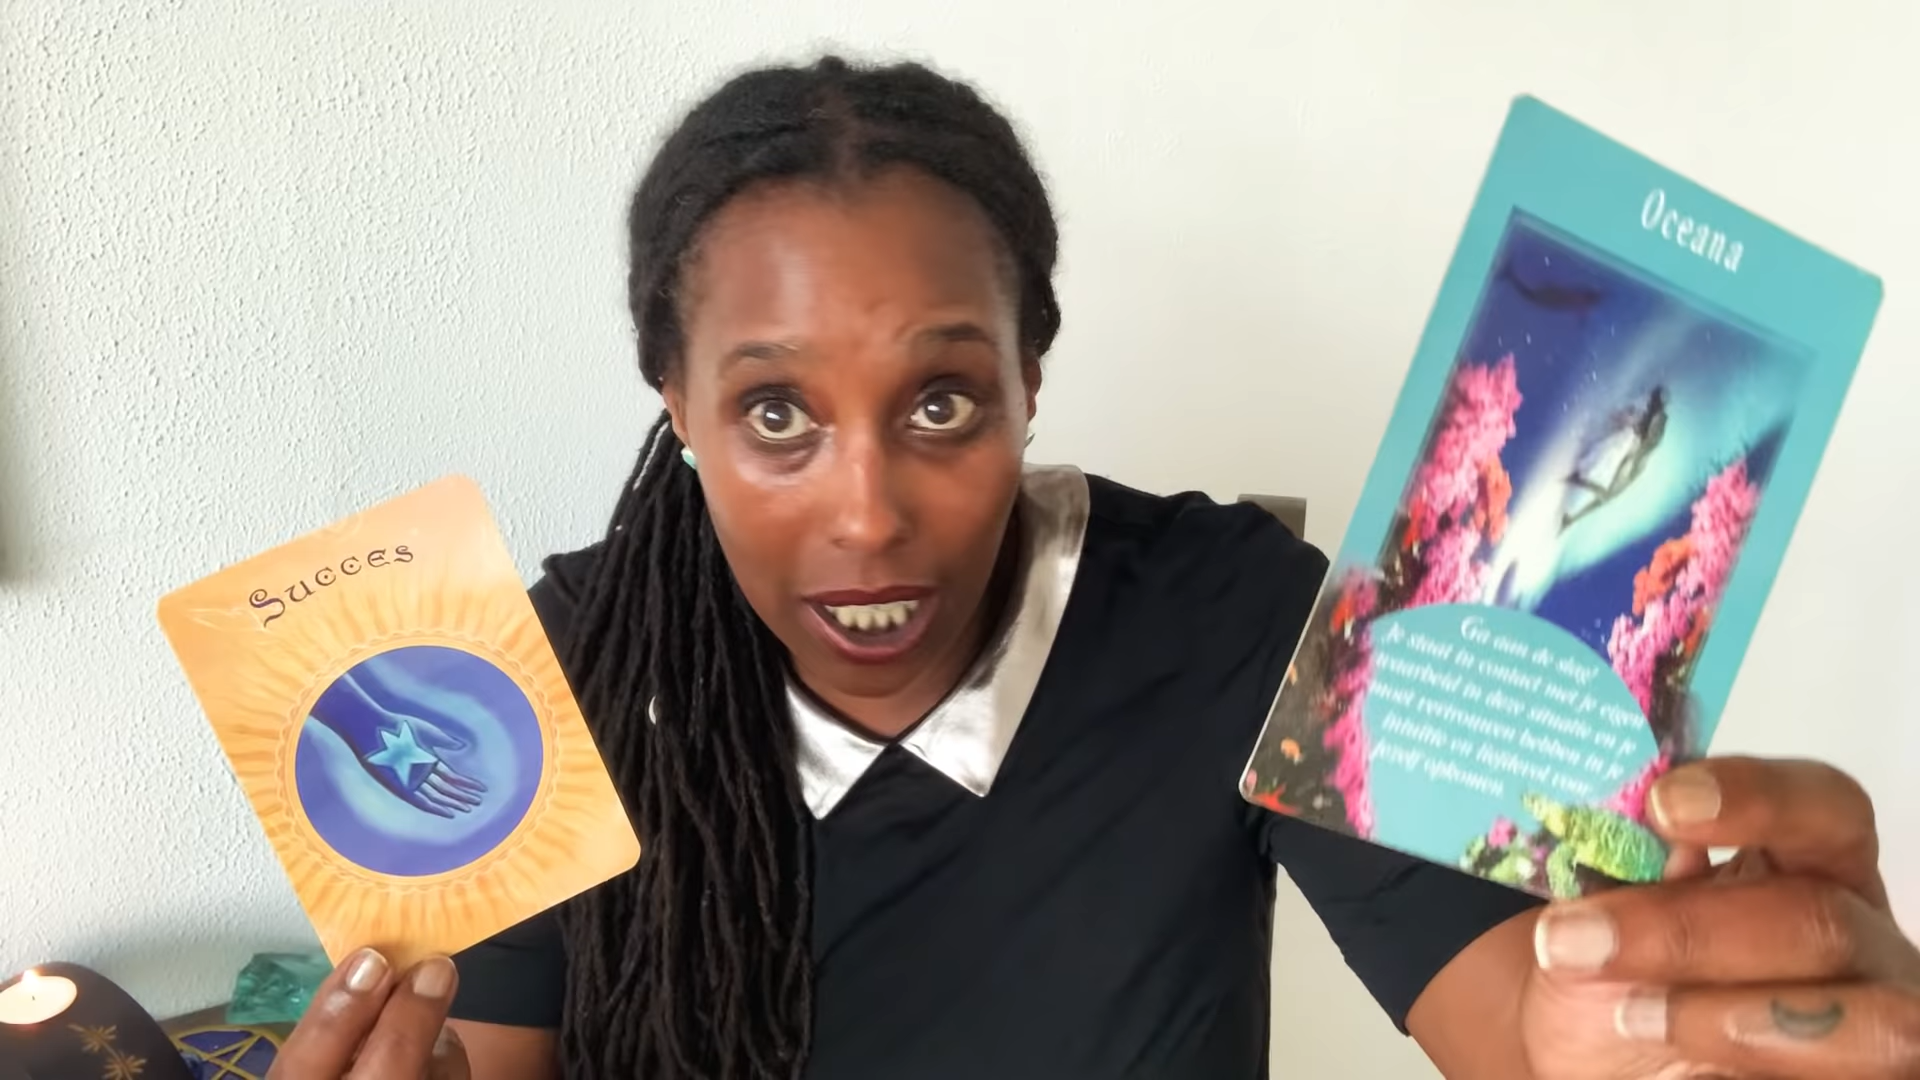 Succes
Oceana
Ga aan de slag!
Je staat in contact met je eigen
waarheid in deze situatie en je
moet vertrouwen hebben in je
intuïtie en liefdevol voor
jezelf opkomen.